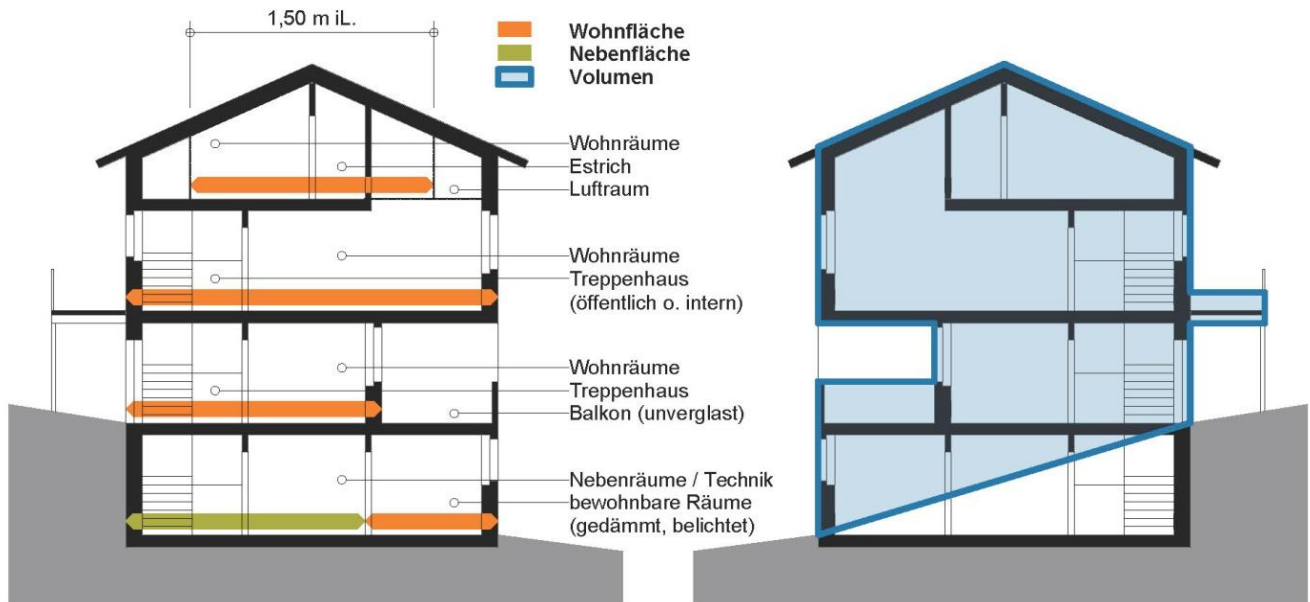 1,50 m iL.
Wohnfläche
Nebenfläche
Volumen
Wohnräume
Estrich
Luftraum
Wohnräume
Treppenhaus
(öffentlich o. intern)
Wohnräume
Treppenhaus
Balkon (unverglast)
Nebenräume / Technik
bewohnbare Räume
(gedämmt, belichtet)